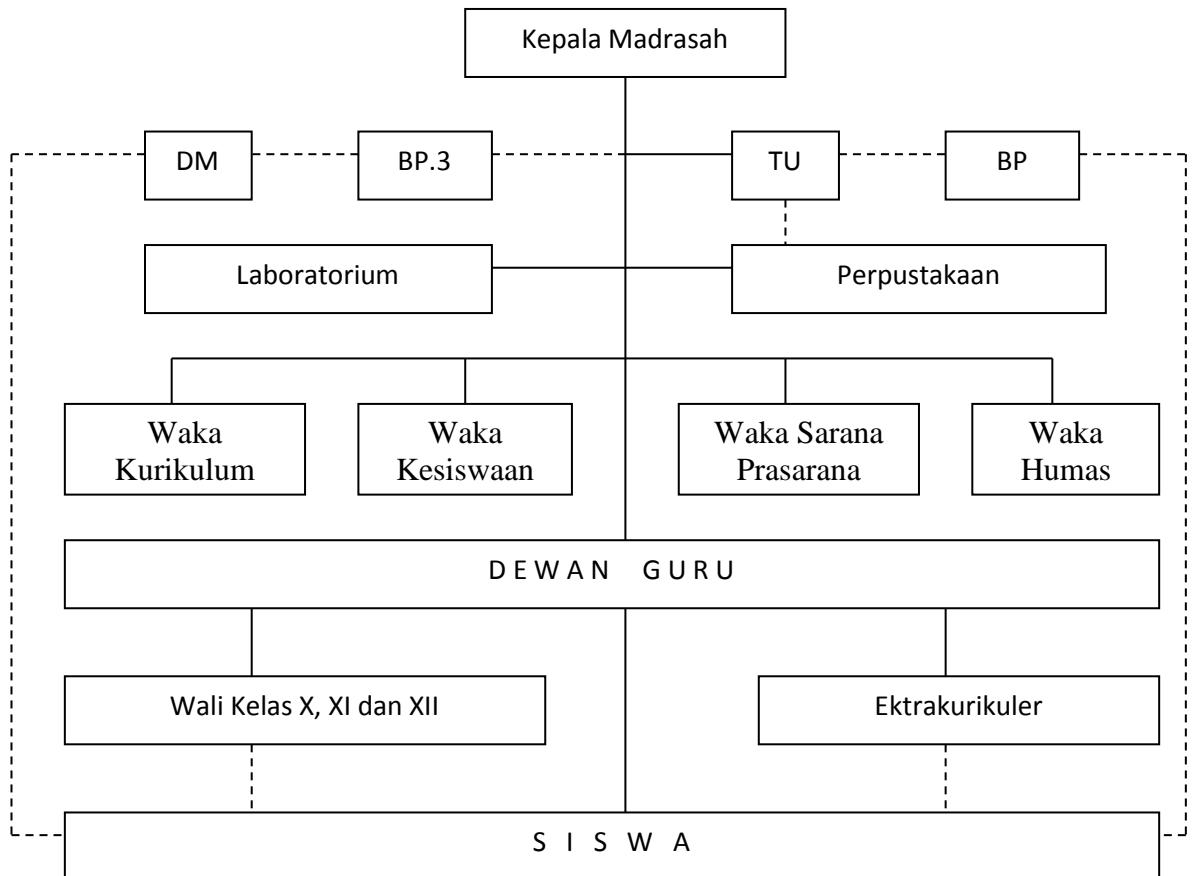 Kepala Madrasah
DM
BP.3
TU
BP
Laboratorium
Perpustakaan
Waka
Kurikulum
Waka
Kesiswaan
Waka Sarana
Prasarana
Waka
Humas
D E W A N G U R U
Wali Kelas X, XI dan XII
Ektrakurikuler
S I S W A